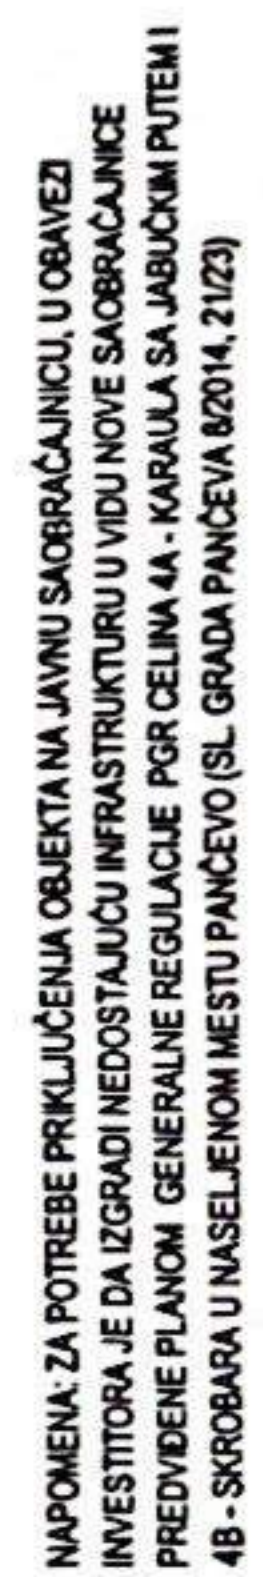 NAPOMENA: ZA POTREBE PRIKLJUČENJA OBJEKTA NA JAVNU SAOBRAĆAJNICU, U OBAVEZI
INVESTITORA JE DA IZGRADI NEDOSTAJUĆU INFRASTRUKTURU U VIDU NOVE SAOBRAĆAJNICE
PREDVIĐENE PLANOM GENERALNE REGULACIJE PGR CELINA 4A - KARAULA SA JABUČKIM PUTEM I
4B - SKROBARA U NASELJENOM MESTU PANČEVO (SL. GRADA PANČEVA 8/2014, 21/23)